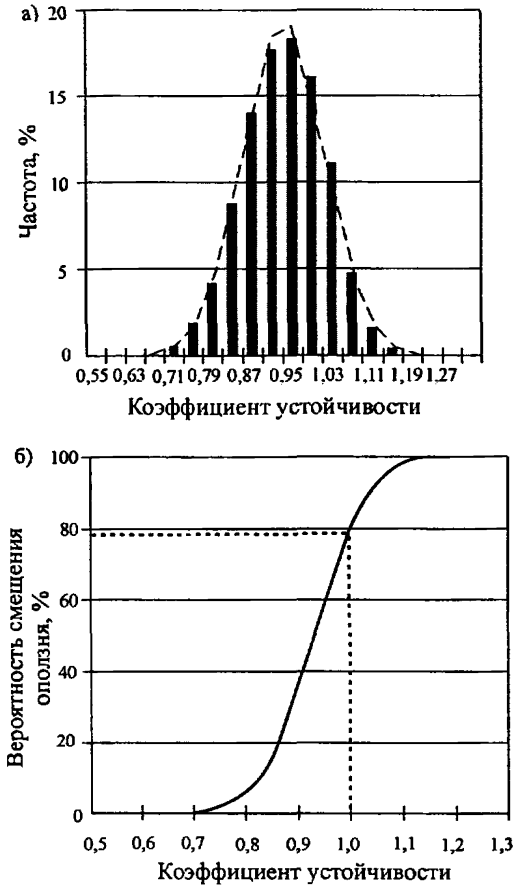 а)
20
15
10
5
0
Частота, %
0,55 0,63 0,71 0,79 0,87 0,95 1,03 1,11 1,19 1,27
Коэффициент устойчивости
б)
100
80
60
40
20
0
Вероятность смещения
оползня, %
0,5 0,6 0,7 0,8 0,9 1,0 1,1 1,2 1,3
Коэффициент устойчивости